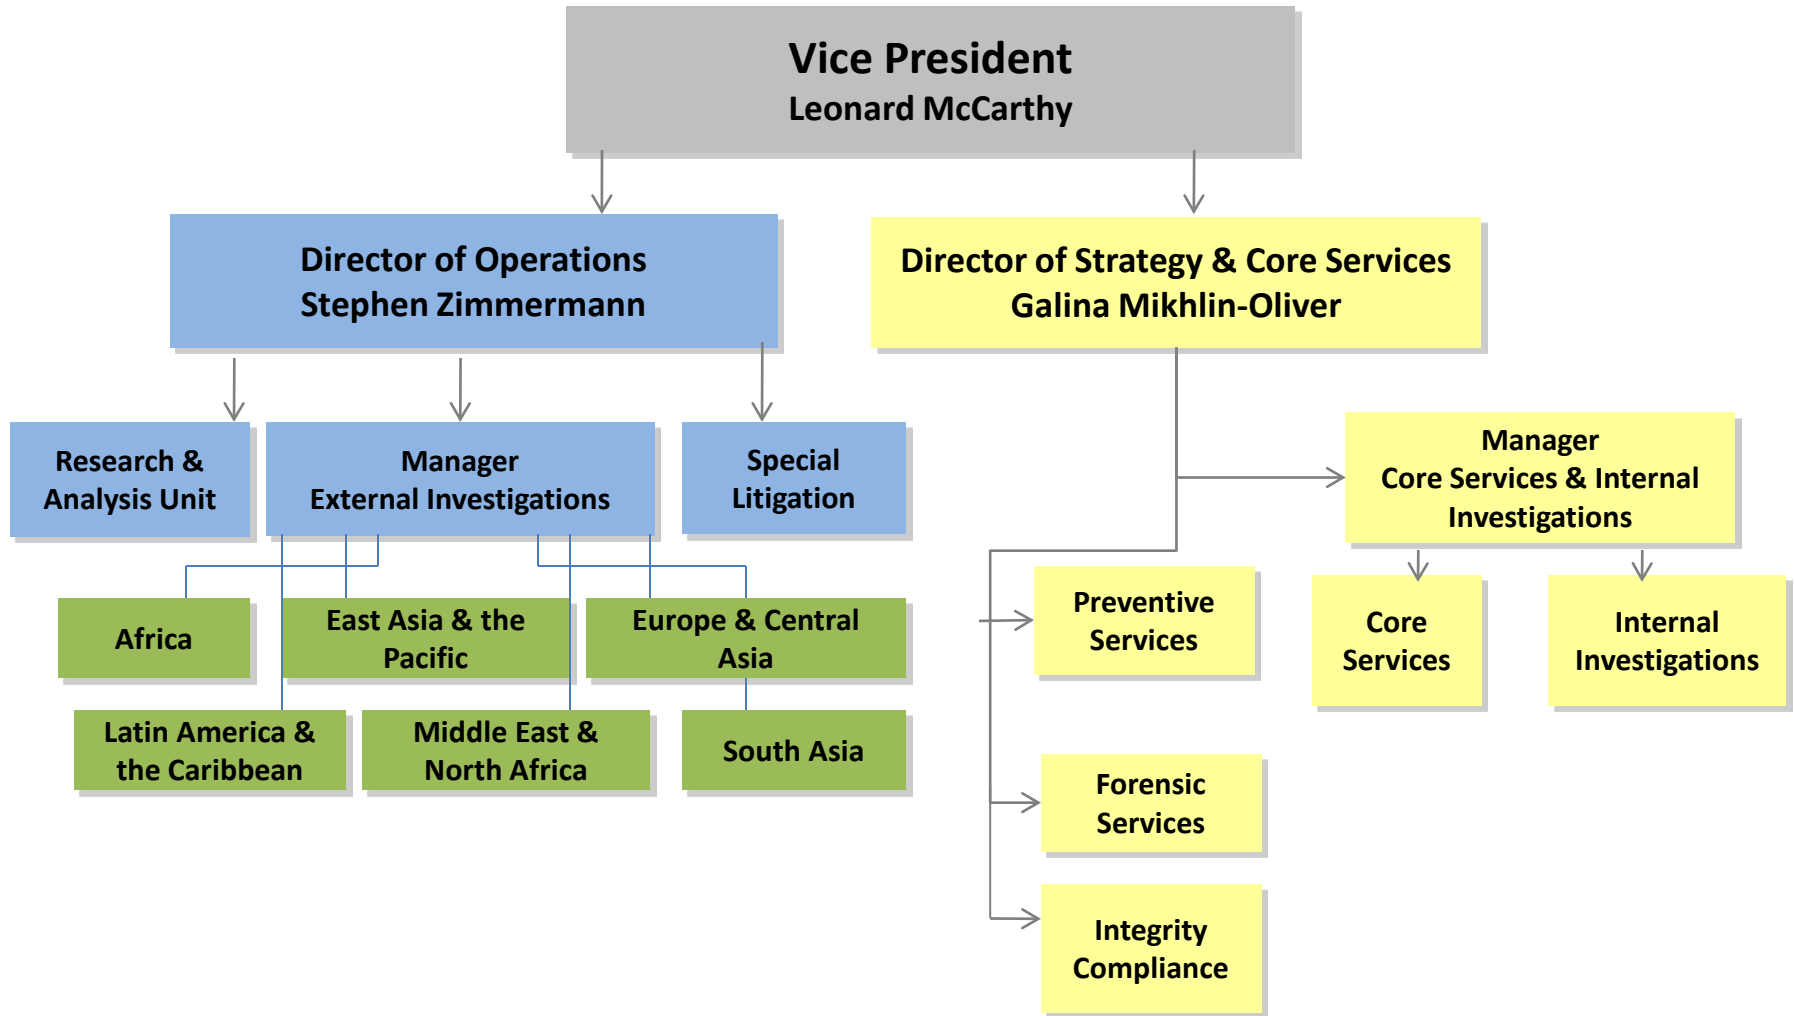 Vice President
Leonard McCarthy
Director of Operations
Stephen Zimmermann
Director of Strategy & Core Services
Galina Mikhlin-Oliver
Research &
Analysis Unit
Manager
External Investigations
Special
Litigation
Manager
Core Services & Internal
Investigations
Africa
East Asia & the
Pacific
Europe & Central
Asia
Latin America &
the Caribbean
Middle East &
North Africa
South Asia
Preventive
Services
Core
Services
Internal
Investigations
Forensic
Services
Integrity
Compliance